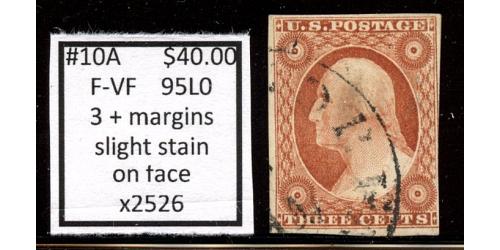 #10A $40.00
F-VF 95L0
3 + margins
slight stain
on face
x2526
U.S. POSTAGE
THREE CENTS